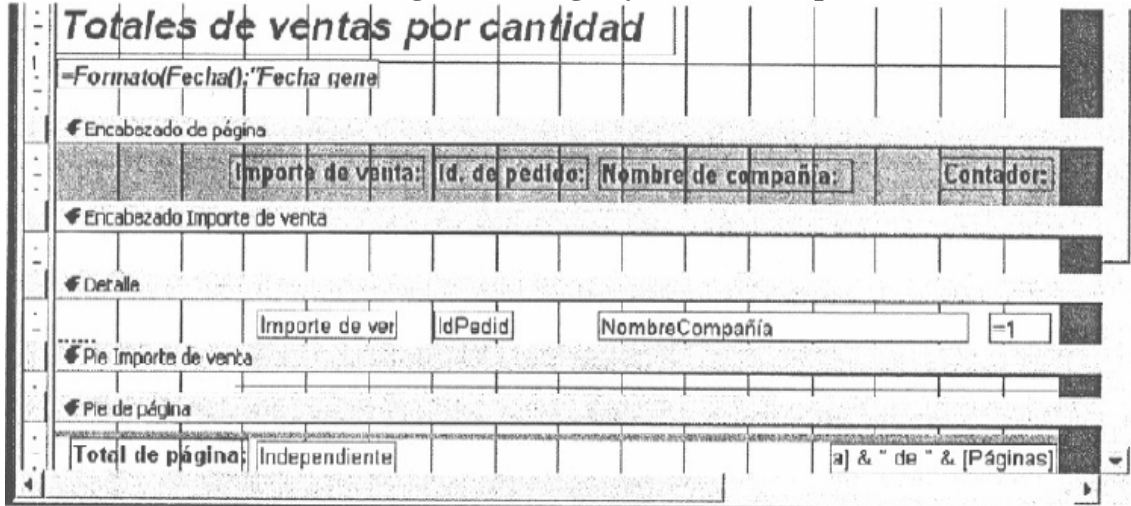 Totales de ventas por cantidad
1
=Formato(Fecha();"Fecha gene
Encabezado de página
Importe de venta: Id. de pedido: Nombre de compañía: Contador:
Encabezado Importe de venta
Detalle
Importe de ver IdPedid NombreCompañía =1
Pie Importe de venta
Pie de página
Total de página: Independiente a] & " de " & [Páginas]